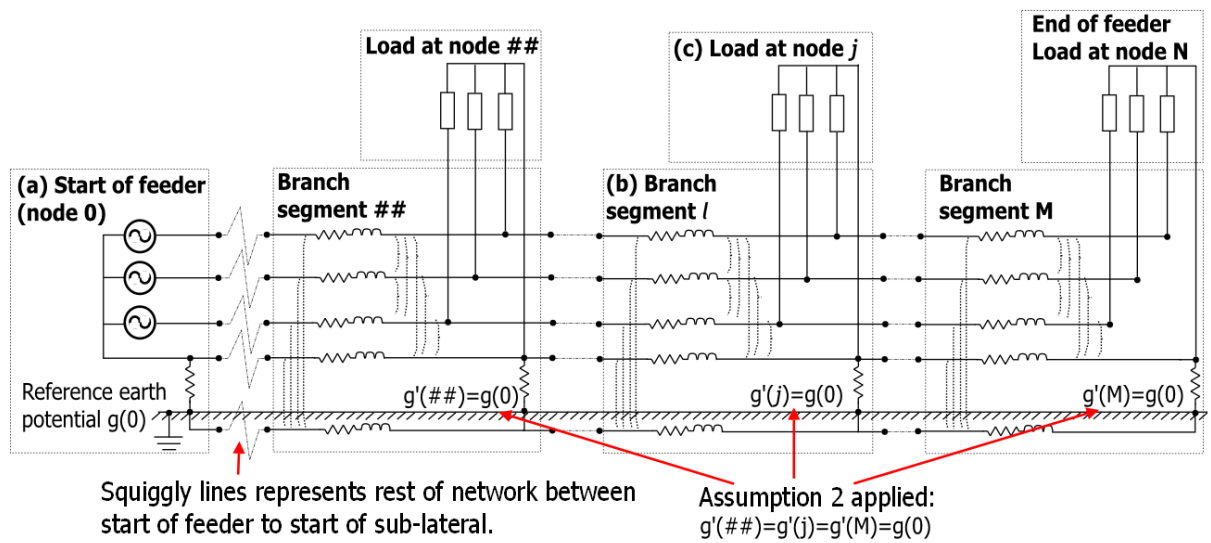 Load at node ##
(c) Load at node j
End of feeder
Load at node N
(a) Start of feeder
(node 0)
Branch
segment ##
(b) Branch
segment l
Branch
segment M
Reference earth
potential g(0)
g'(##)=g(0)
g'(j)=g(0)
g'(M)=g(0)
Squiggly lines represents rest of network between
start of feeder to start of sub-lateral.
Assumption 2 applied:
g'(##)=g'(j)=g'(M)=g(0)